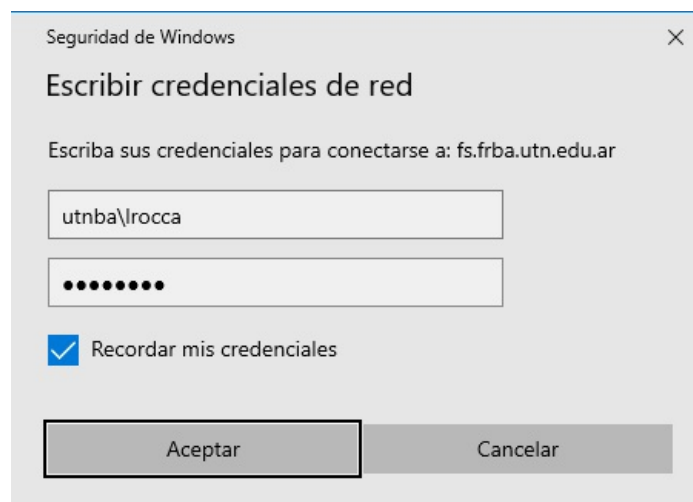 Seguridad de Windows
Escribir credenciales de red
Escriba sus credenciales para conectarse a: fs.frba.utn.edu.ar
utnba\lrocca
●●●●●●●●
Recordar mis credenciales
Aceptar
Cancelar